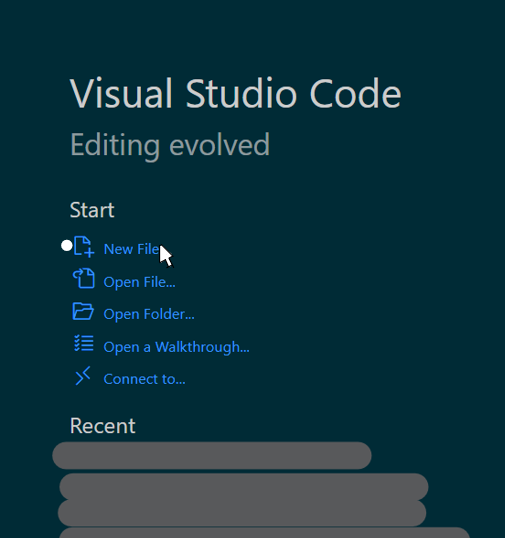 Visual Studio Code
Editing evolved
Start
New File
Open File...
Open Folder...
Open a Walkthrough...
Connect to...
Recent